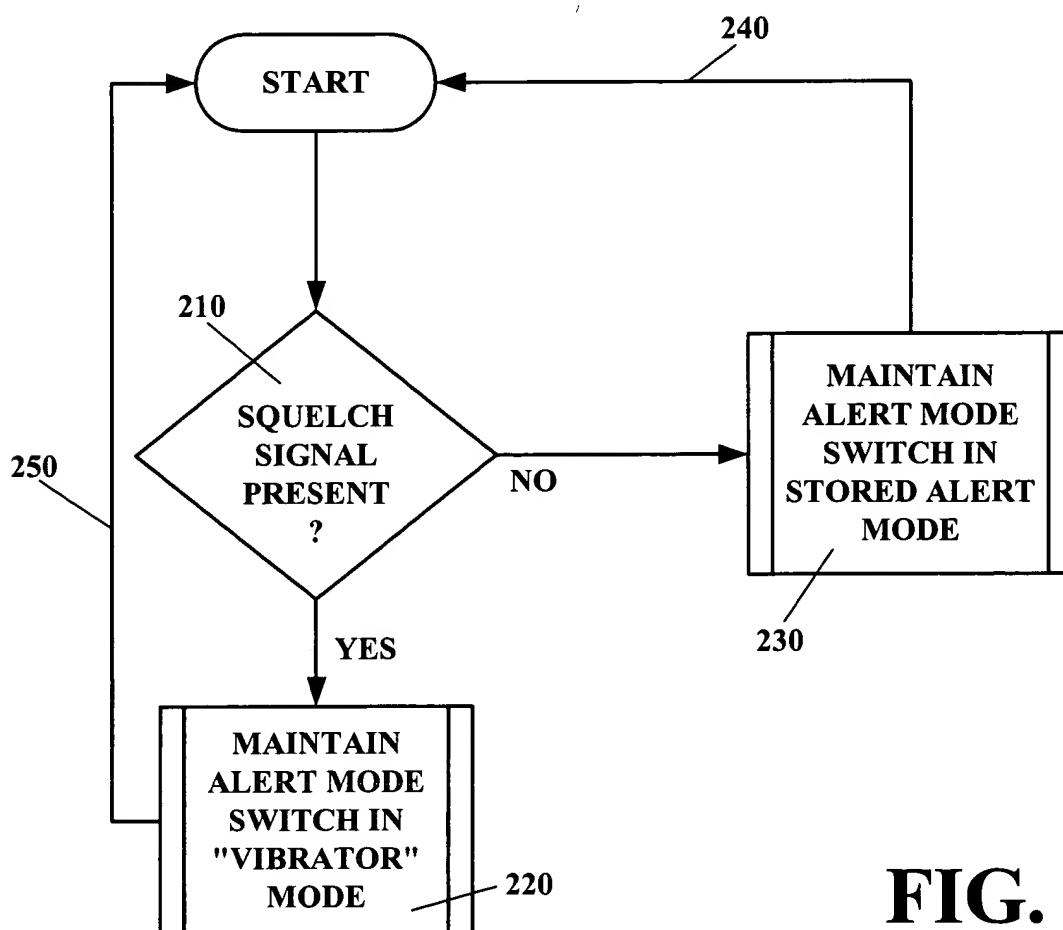 240
START
210
SQUELCH
SIGNAL
PRESENT
?
250
NO
MAINTAIN
ALERT MODE
SWITCH IN
STORED ALERT
MODE
230
YES
MAINTAIN
ALERT MODE
SWITCH IN
"VIBRATOR"
MODE
220
FIG.